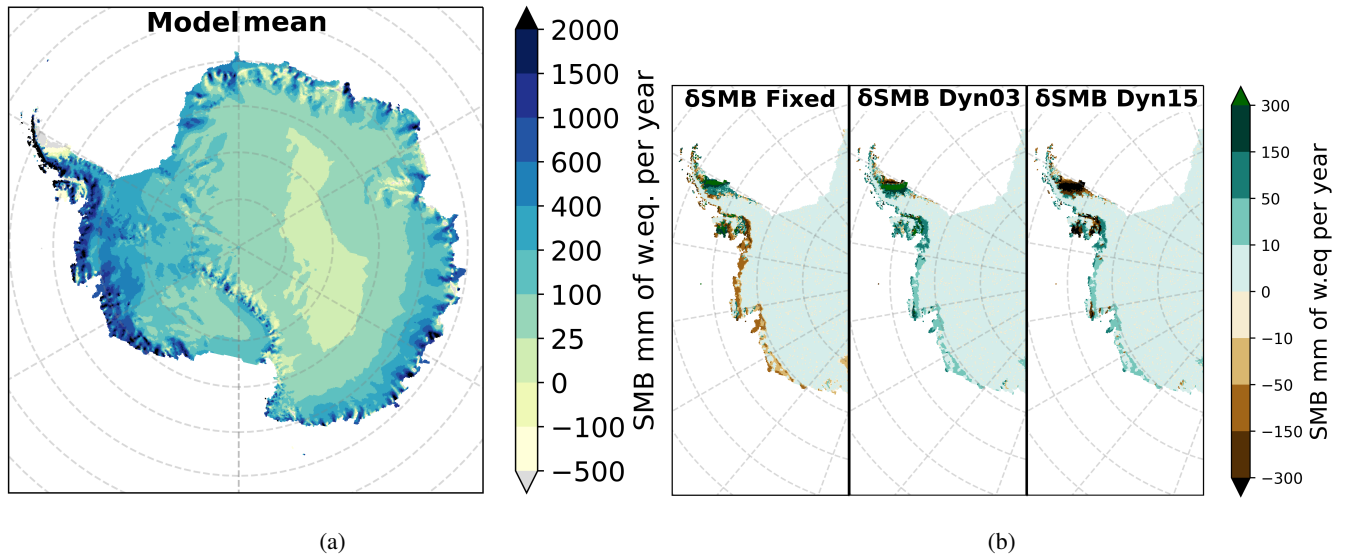 Model mean
2000
1500
1000
600
400
200
100
25
0
−100
−500
SMB mm of w.eq. per year
(a)
δSMB Fixed
δSMB Dyn03
δSMB Dyn15
300
150
50
10
0
−10
−50
−150
−300
SMB mm of w.eq per year
(b)